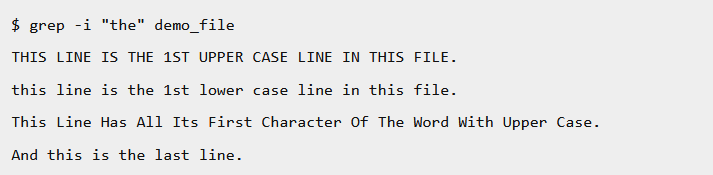 $ grep -i "the" demo_file
THIS LINE IS THE 1ST UPPER CASE LINE IN THIS FILE.
this line is the 1st lower case line in this file.
This Line Has All Its First Character Of The Word With Upper Case.
And this is the last line.